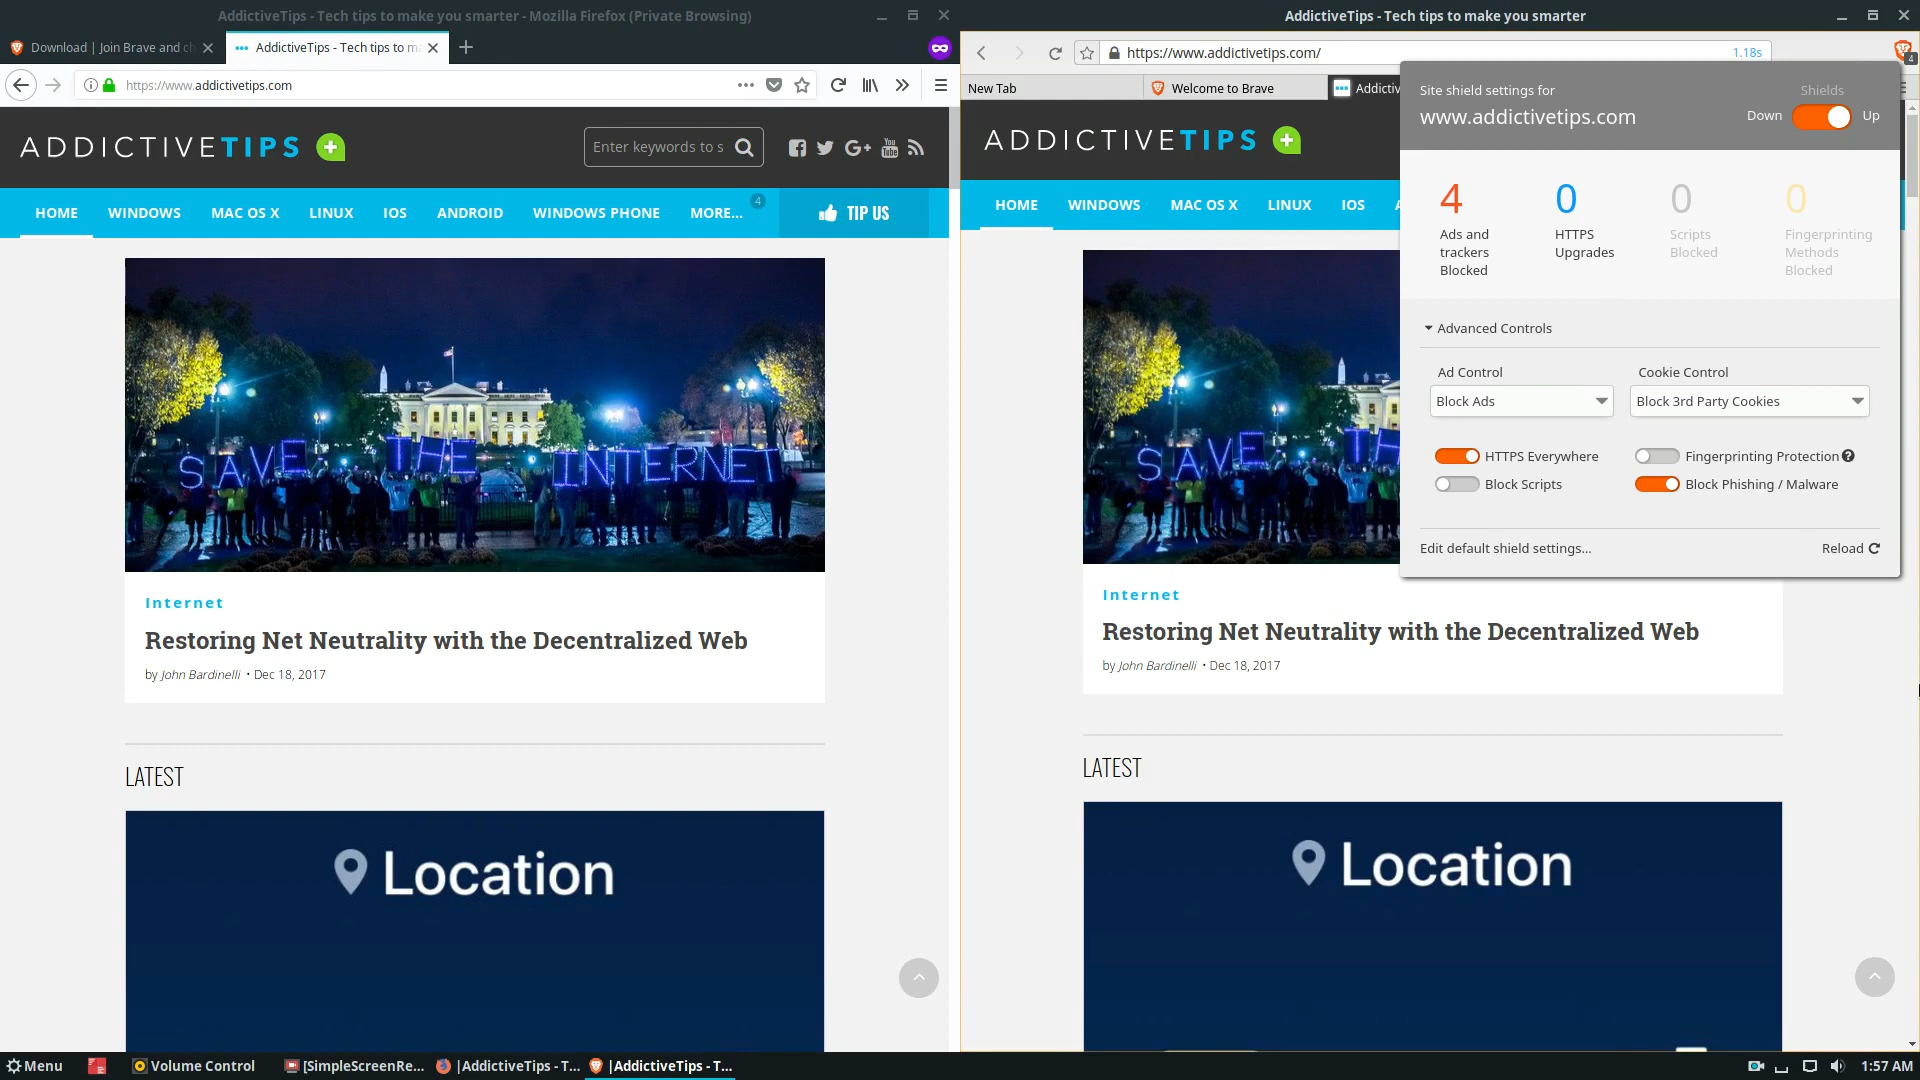 AddictiveTips - Tech tips to make you smarter - Mozilla Firefox (Private Browsing)
Download | Join Brave and ch
AddictiveTips - Tech tips to m
https://www.addictivetips.com
ADDICTIVETIPS
Enter keywords to s
HOME WINDOWS MAC OS X LINUX IOS ANDROID WINDOWS PHONE MORE... 4 TIP US
SAVE THE INTERNET
Internet
Restoring Net Neutrality with the Decentralized Web
by John Bardinelli • Dec 18, 2017
LATEST
Location
AddictiveTips - Tech tips to make you smarter
https://www.addictivetips.com/ 1.18s
4
New Tab
Welcome to Brave
Addictiv
ADDICTIVETIPS
HOME WINDOWS MAC OS X LINUX IOS
SAVE TH
Site shield settings for
www.addictivetips.com
Shields
Down Up
4 Ads and trackers Blocked
0 HTTPS Upgrades
0 Scripts Blocked
0 Fingerprinting Methods Blocked
Advanced Controls
Ad Control
Block Ads
Cookie Control
Block 3rd Party Cookies
HTTPS Everywhere
Fingerprinting Protection
Block Scripts
Block Phishing / Malware
Edit default shield settings...
Reload
Internet
Restoring Net Neutrality with the Decentralized Web
by John Bardinelli • Dec 18, 2017
LATEST
Location
Menu
Volume Control
[SimpleScreenRe...
|AddictiveTips - T...
|AddictiveTips - T...
1:57 AM